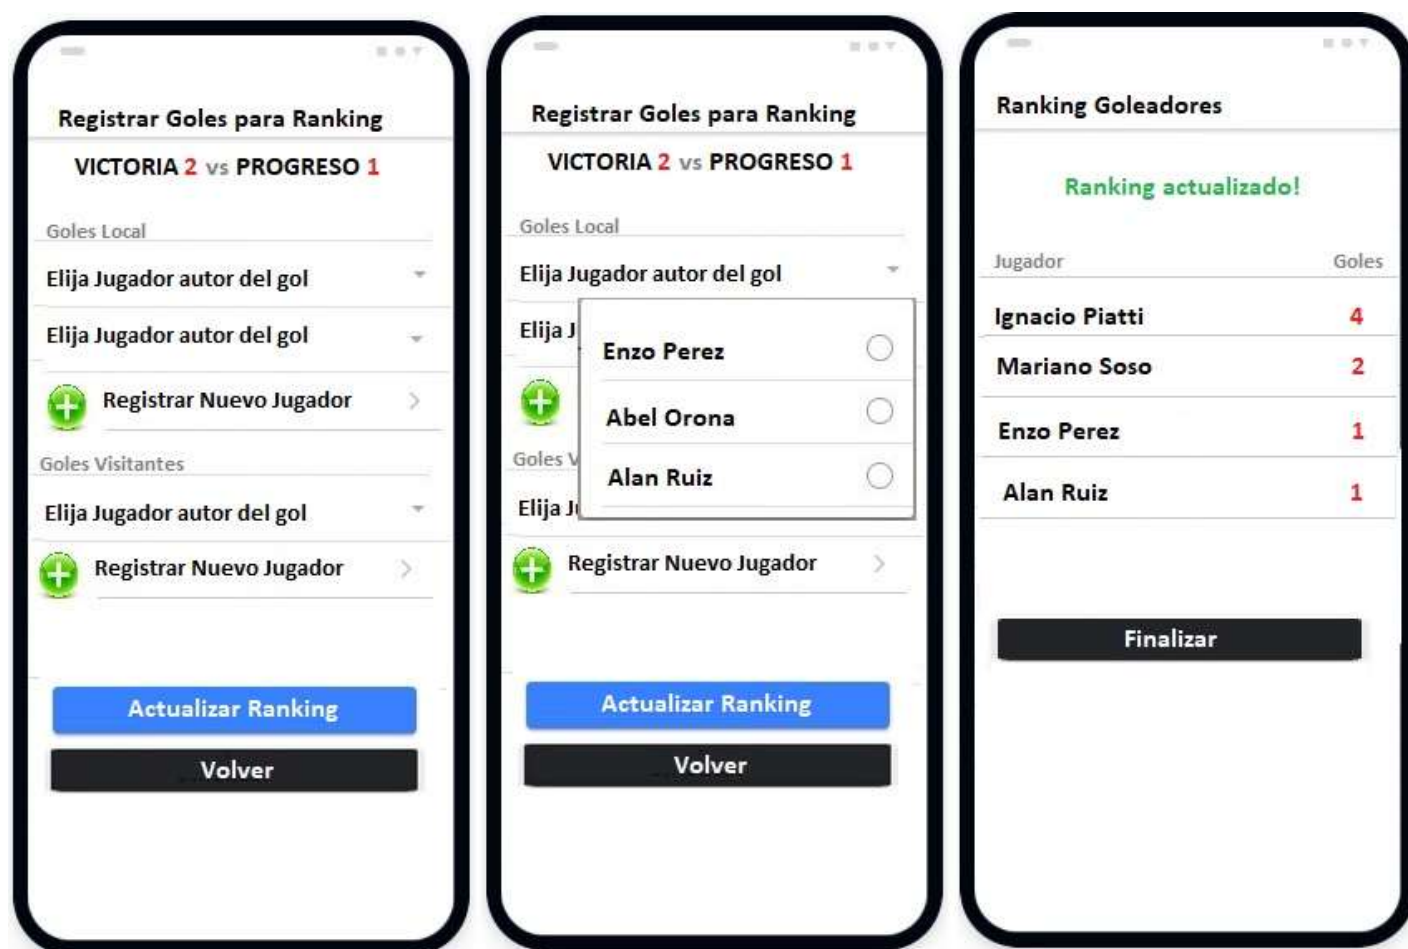 Registrar Goles para Ranking
VICTORIA 2 vs PROGRESO 1
Goles Local
Elija Jugador autor del gol
Elija Jugador autor del gol
Registrar Nuevo Jugador
Goles Visitantes
Elija Jugador autor del gol
Registrar Nuevo Jugador
Actualizar Ranking
Volver
Registrar Goles para Ranking
VICTORIA 2 vs PROGRESO 1
Goles Local
Elija Jugador autor del gol
Elija J
Enzo Perez
Abel Orona
Goles V
Alan Ruiz
Elija J
Registrar Nuevo Jugador
Actualizar Ranking
Volver
Ranking Goleadores
Ranking actualizado!
Jugador Goles
Ignacio Piatti 4
Mariano Soso 2
Enzo Perez 1
Alan Ruiz 1
Finalizar